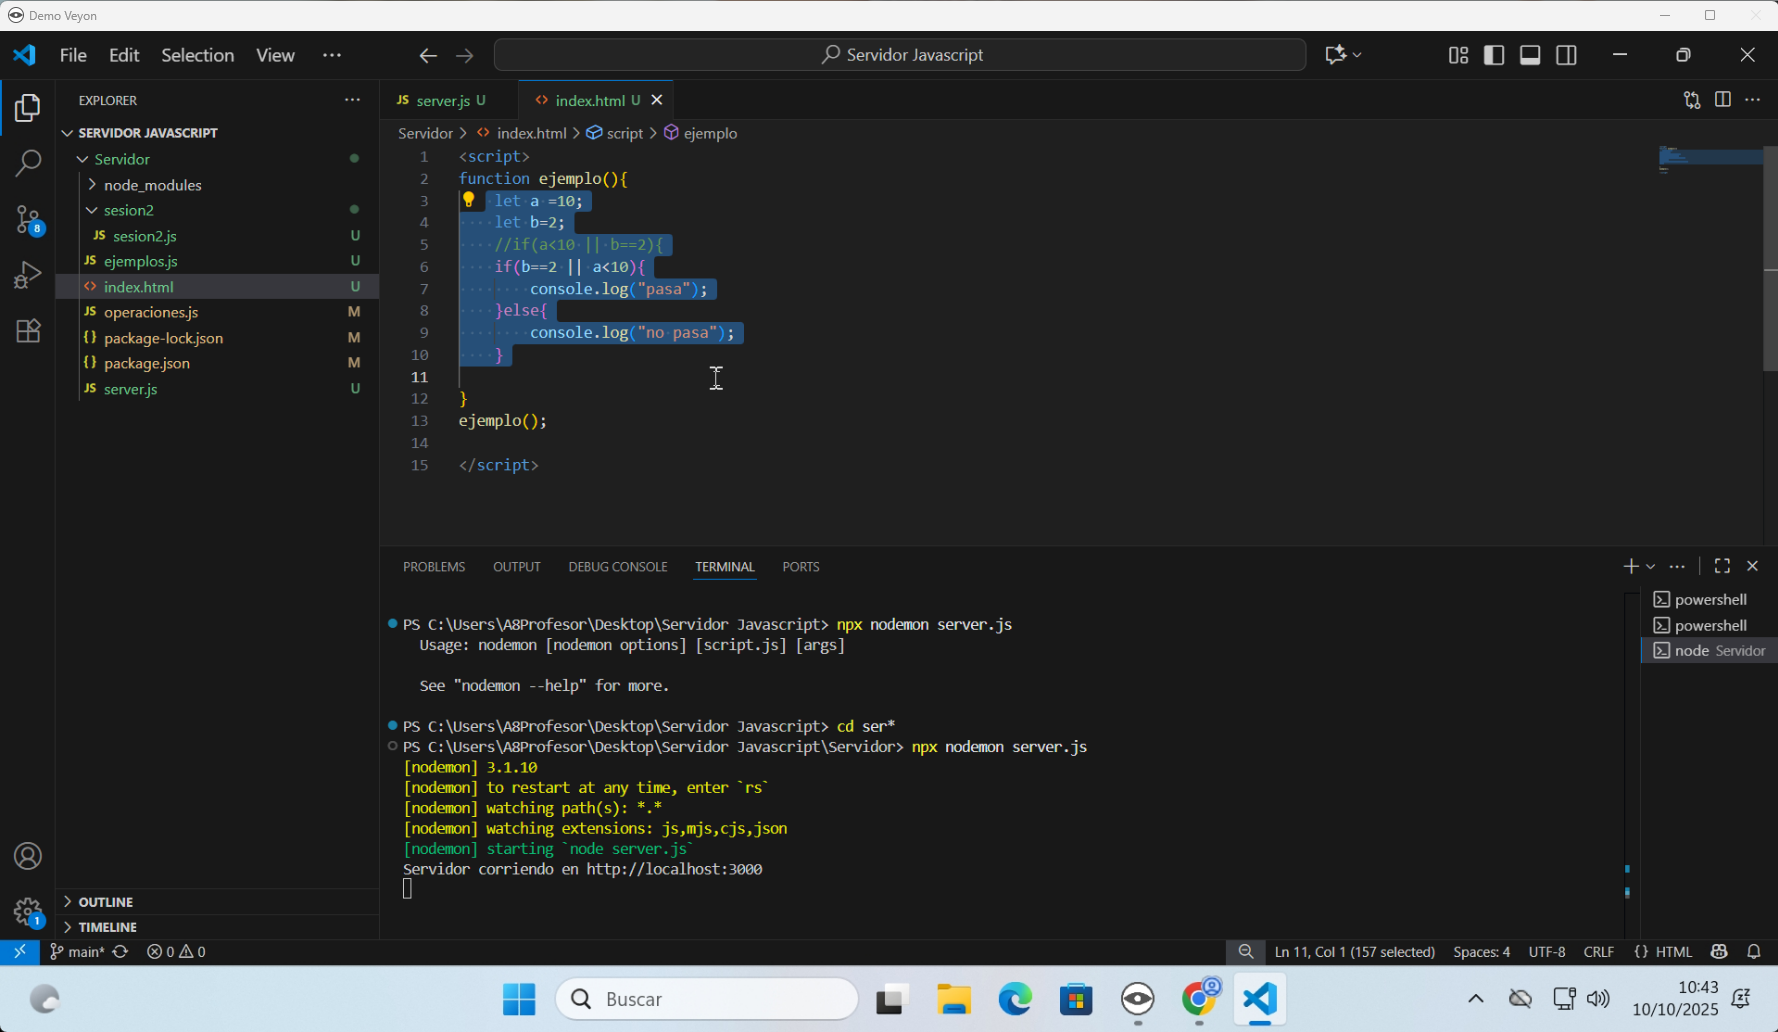 Demo Veyon
File Edit Selection View ··· Servidor Javascript
EXPLORER ···
SERVIDOR JAVASCRIPT
Servidor
node_modules
sesion2
JS sesion2.js U
JS ejemplos.js U
<> index.html U
JS operaciones.js M
{} package-lock.json M
{} package.json M
JS server.js U
OUTLINE
TIMELINE
8
1
JS server.js U <> index.html U
Servidor > <> index.html > script > ejemplo
1 <script>
2 function ejemplo(){
3 let a =10;
4 let b=2;
5 //if(a<10 || b==2){
6 if(b==2 || a<10){
7 console.log("pasa");
8 }else{
9 console.log("no pasa");
10 }
11
12 }
13 ejemplo();
14
15 </script>
PROBLEMS OUTPUT DEBUG CONSOLE TERMINAL PORTS
PS C:\Users\A8Profesor\Desktop\Servidor Javascript> npx nodemon server.js
Usage: nodemon [nodemon options] [script.js] [args]
See "nodemon --help" for more.
PS C:\Users\A8Profesor\Desktop\Servidor Javascript> cd ser*
PS C:\Users\A8Profesor\Desktop\Servidor Javascript\Servidor> npx nodemon server.js
[nodemon] 3.1.10
[nodemon] to restart at any time, enter `rs`
[nodemon] watching path(s): *.*
[nodemon] watching extensions: js,mjs,cjs,json
[nodemon] starting `node server.js`
Servidor corriendo en http://localhost:3000
powershell
powershell
node Servidor
main* 0 0 Ln 11, Col 1 (157 selected) Spaces: 4 UTF-8 CRLF {} HTML
Buscar
10:43
10/10/2025